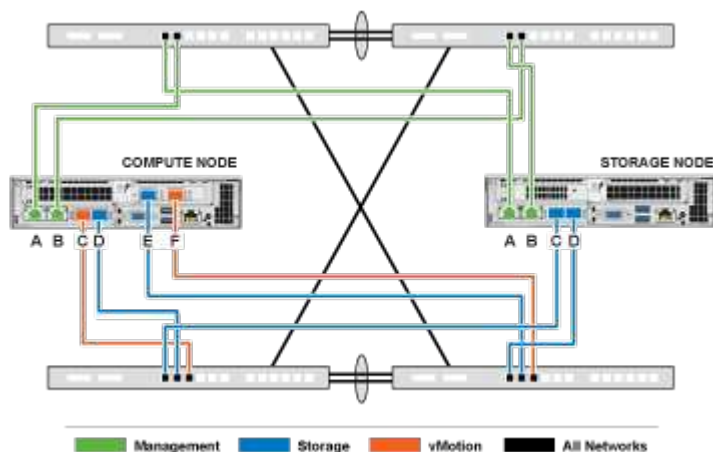 COMPUTE NODE
STORAGE NODE
A B C D E F
A B C D
Management Storage vMotion All Networks